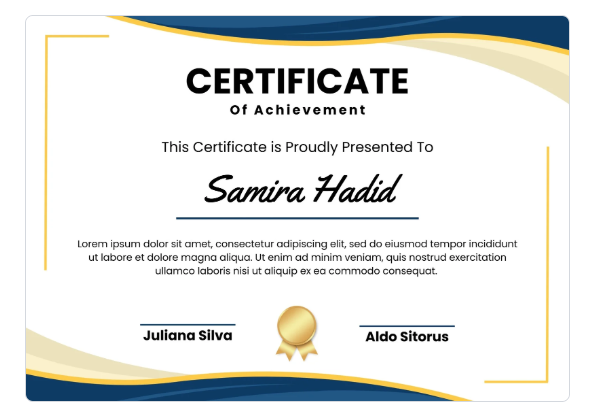 CERTIFICATE
Of Achievement
This Certificate is Proudly Presented To
Samira Hadid
Lorem ipsum dolor sit amet, consectetur adipiscing elit, sed do eiusmod tempor incididunt
ut labore et dolore magna aliqua. Ut enim ad minim veniam, quis nostrud exercitation
ullamco laboris nisi ut aliquip ex ea commodo consequat.
Juliana Silva
Aldo Sitorus